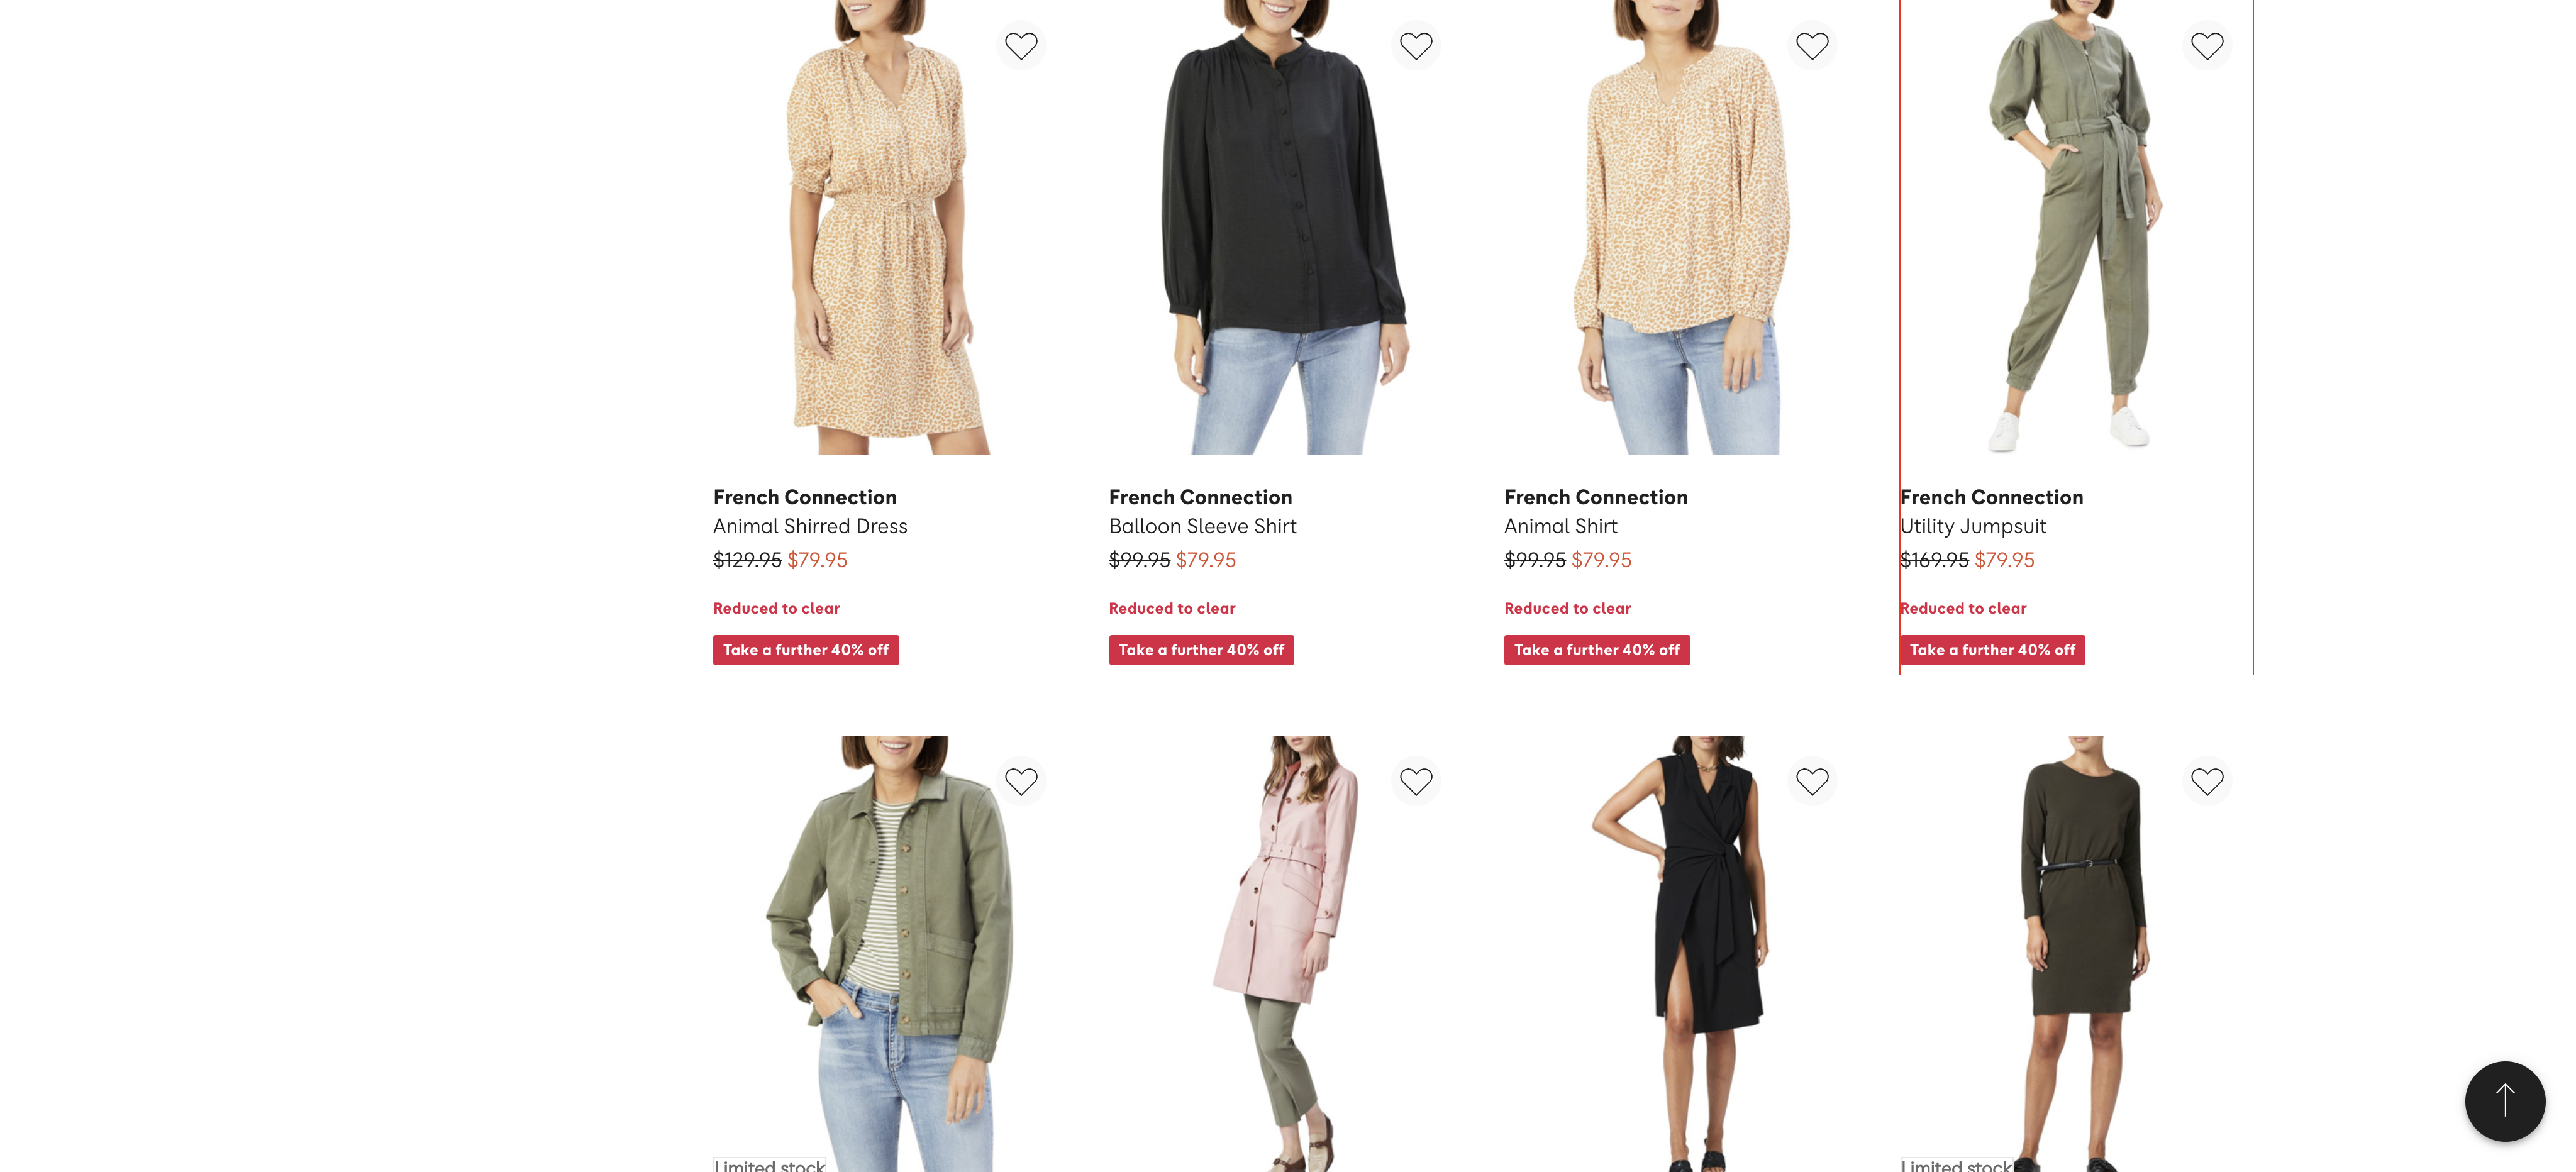 French Connection
Animal Shirred Dress
$129.95 $79.95
Reduced to clear
Take a further 40% off
French Connection
Balloon Sleeve Shirt
$99.95 $79.95
Reduced to clear
Take a further 40% off
French Connection
Animal Shirt
$99.95 $79.95
Reduced to clear
Take a further 40% off
French Connection
Utility Jumpsuit
$169.95 $79.95
Reduced to clear
Take a further 40% off
Limited stock
Limited stock